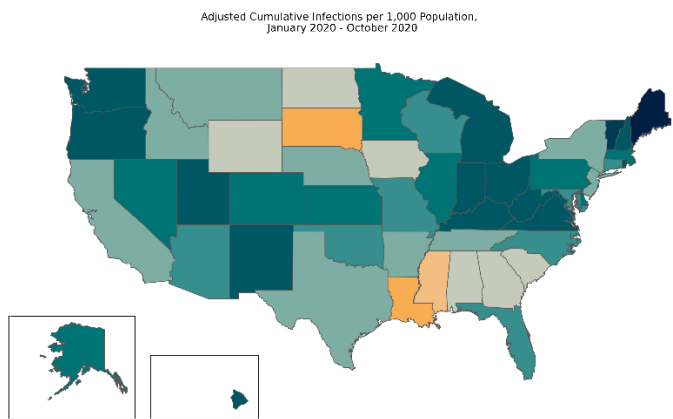 Adjusted Cumulative Infections per 1,000 Population,
January 2020 - October 2020